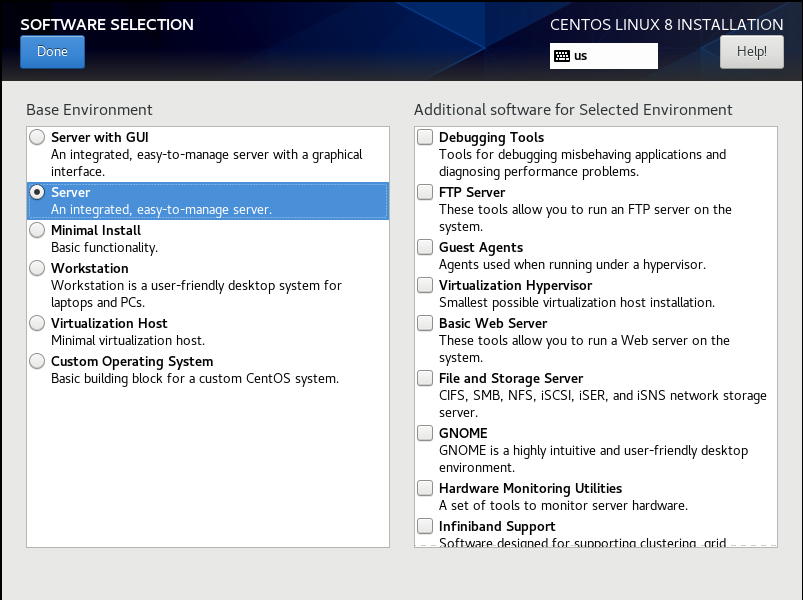 SOFTWARE SELECTION
CENTOS LINUX 8 INSTALLATION
Done
us
Help!
Base Environment
Server with GUI
An integrated, easy-to-manage server with a graphical
interface.
Server
An integrated, easy-to-manage server.
Minimal Install
Basic functionality.
Workstation
Workstation is a user-friendly desktop system for
laptops and PCs.
Virtualization Host
Minimal virtualization host.
Custom Operating System
Basic building block for a custom CentOS system.
Additional software for Selected Environment
Debugging Tools
Tools for debugging misbehaving applications and
diagnosing performance problems.
FTP Server
These tools allow you to run an FTP server on the
system.
Guest Agents
Agents used when running under a hypervisor.
Virtualization Hypervisor
Smallest possible virtualization host installation.
Basic Web Server
These tools allow you to run a Web server on the
system.
File and Storage Server
CIFS, SMB, NFS, iSCSI, iSER, and iSNS network storage
server.
GNOME
GNOME is a highly intuitive and user-friendly desktop
environment.
Hardware Monitoring Utilities
A set of tools to monitor server hardware.
Infiniband Support
Software designed for supporting clustering, grid